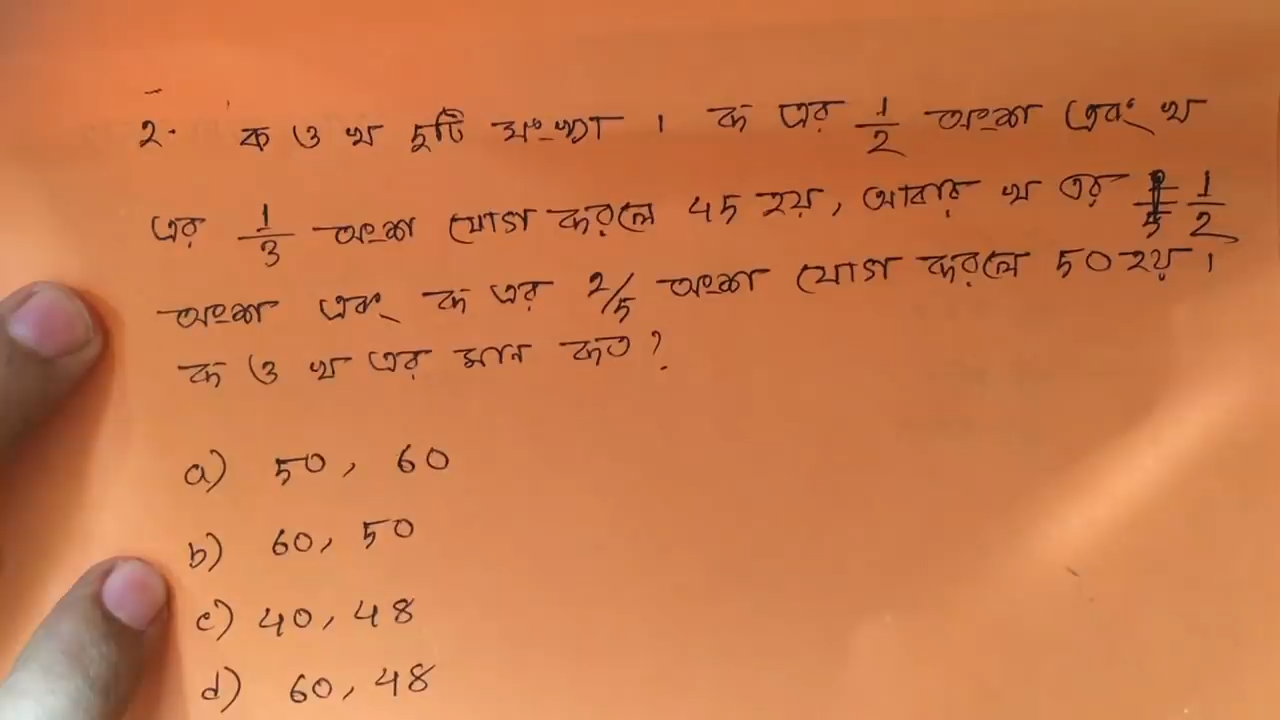 ২. ক ও খ দুটি সংখ্যা । ক এর 1/2 অংশ এবং খ
এর 1/3 অংশ যোগ করলে 45 হয়, আবার খ এর 1/2
অংশ এবং ক এর 2/5 অংশ যোগ করলে 50 হয় ।
ক ও খ এর মান কত ?
a) 50, 60
b) 60, 50
c) 40, 48
d) 60, 48